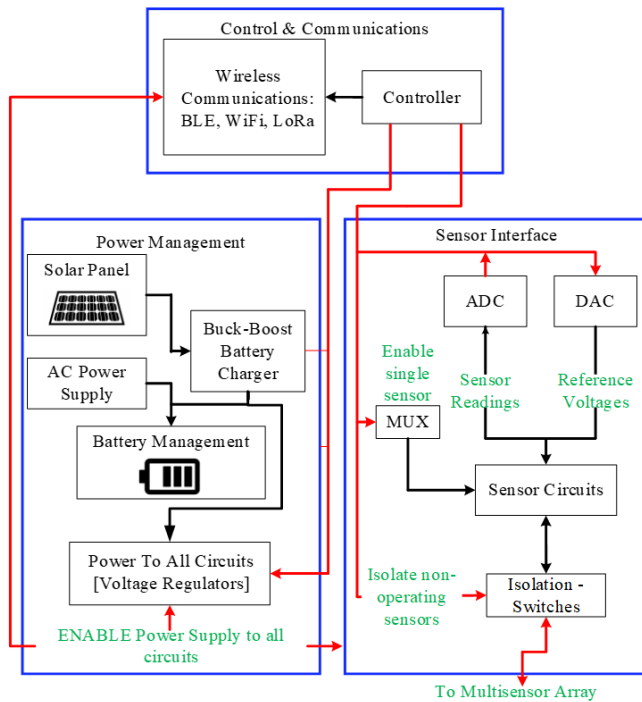 Control & Communications
Wireless
Communications:
BLE, WiFi, LoRa
Controller
Power Management
Solar Panel
Buck-Boost
Battery
Charger
AC Power
Supply
Battery Management
Power To All Circuits
[Voltage Regulators]
ENABLE Power Supply to all
circuits
Sensor Interface
ADC
DAC
Enable
single
sensor
Sensor
Readings
Reference
Voltages
MUX
Sensor Circuits
Isolate non-
operating
sensors
Isolation -
Switches
To Multisensor Array